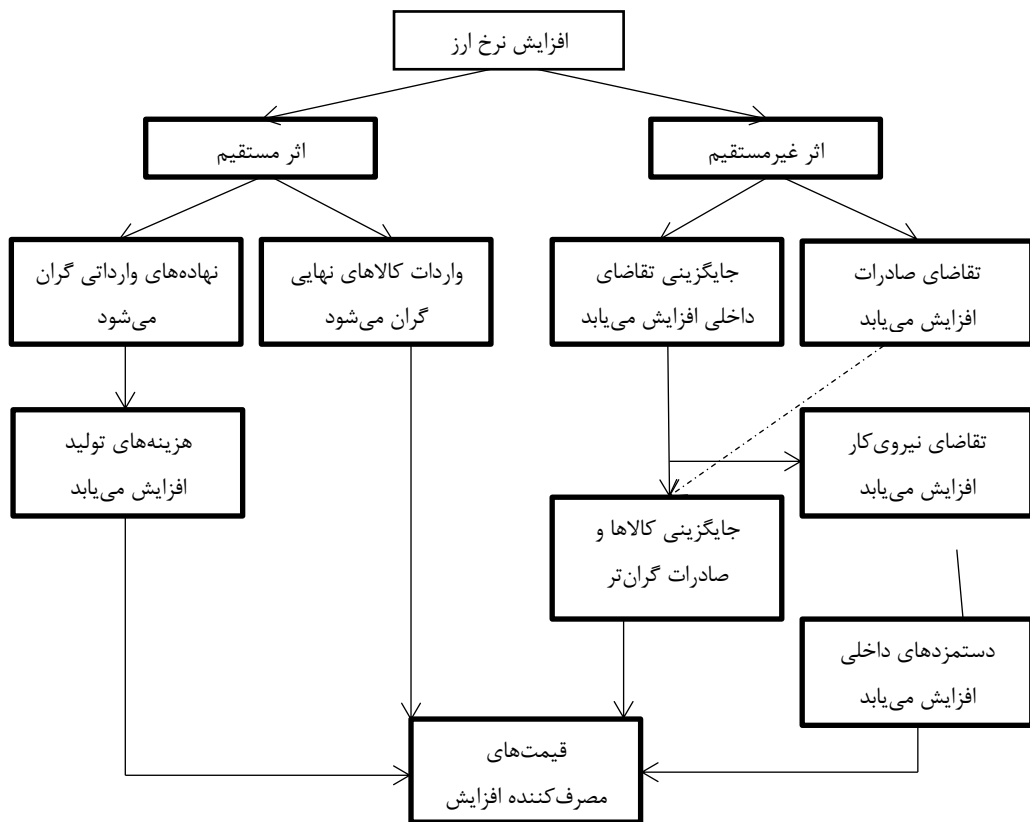 افزایش نرخ ارز
اثر غیرمستقیم
اثر مستقیم
تقاضای صادرات
افزایش می‌یابد
جایگزینی تقاضای
داخلی افزایش می‌یابد
واردات کالاهای نهایی
گران می‌شود
نهاده‌های وارداتی گران
می‌شود
تقاضای نیروی‌کار
افزایش می‌یابد
هزینه‌های تولید
افزایش می‌یابد
جایگزینی کالاها و
صادرات گران‌تر
دستمزدهای داخلی
افزایش می‌یابد
قیمت‌های
مصرف‌کننده افزایش